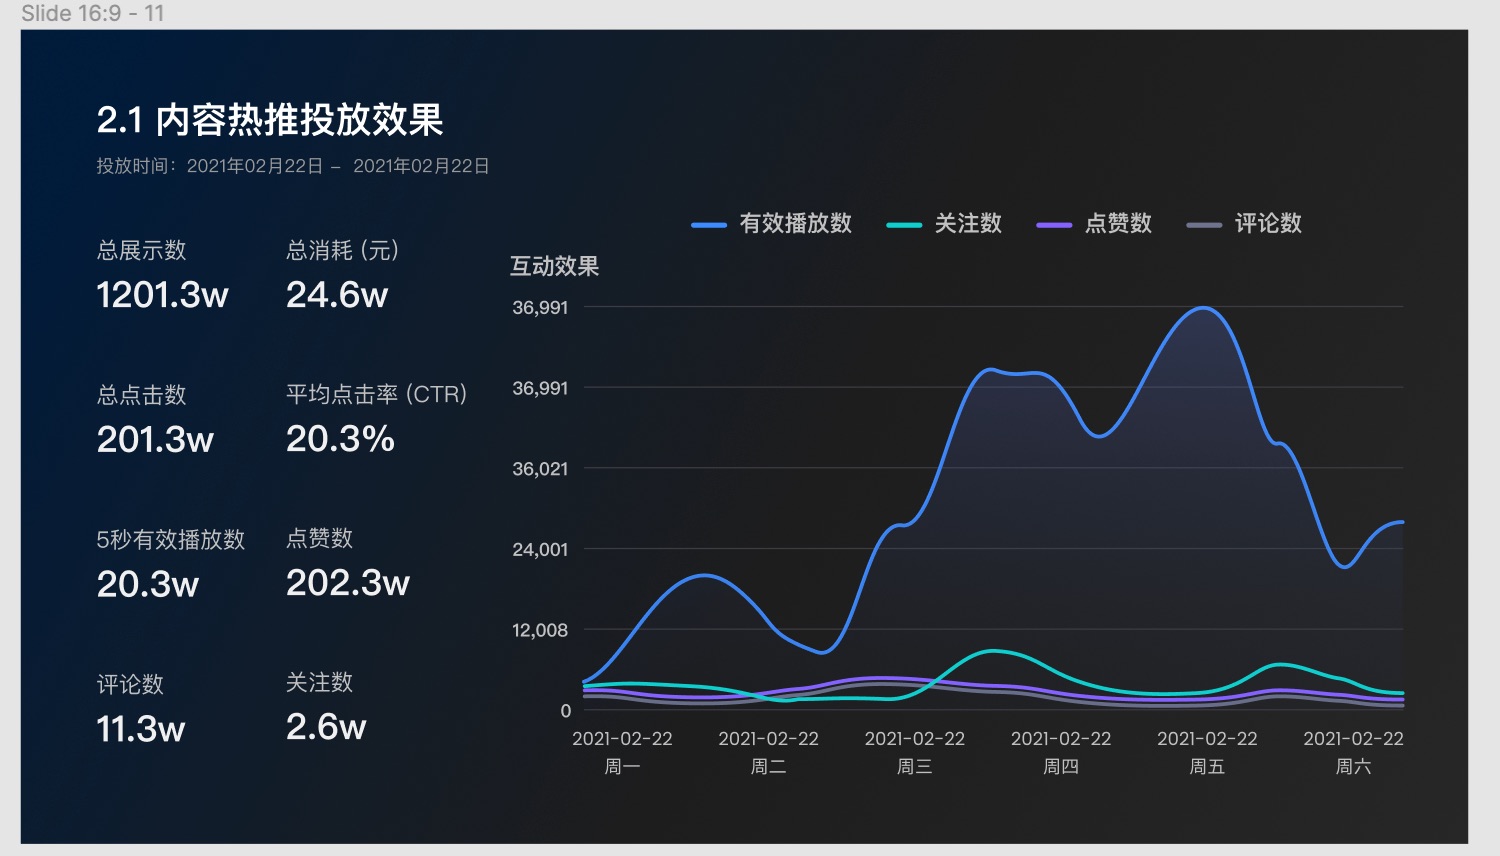 Slide 16:9 - 11
2.1 内容热推投放效果
投放时间：2021年02月22日 – 2021年02月22日
总展示数
1201.3w
总消耗 (元)
24.6w
总点击数
201.3w
平均点击率 (CTR)
20.3%
5秒有效播放数
20.3w
点赞数
202.3w
评论数
11.3w
关注数
2.6w
有效播放数 关注数 点赞数 评论数
互动效果
36,991
36,991
36,021
24,001
12,008
0
2021-02-22 2021-02-22 2021-02-22 2021-02-22 2021-02-22 2021-02-22
周一 周二 周三 周四 周五 周六